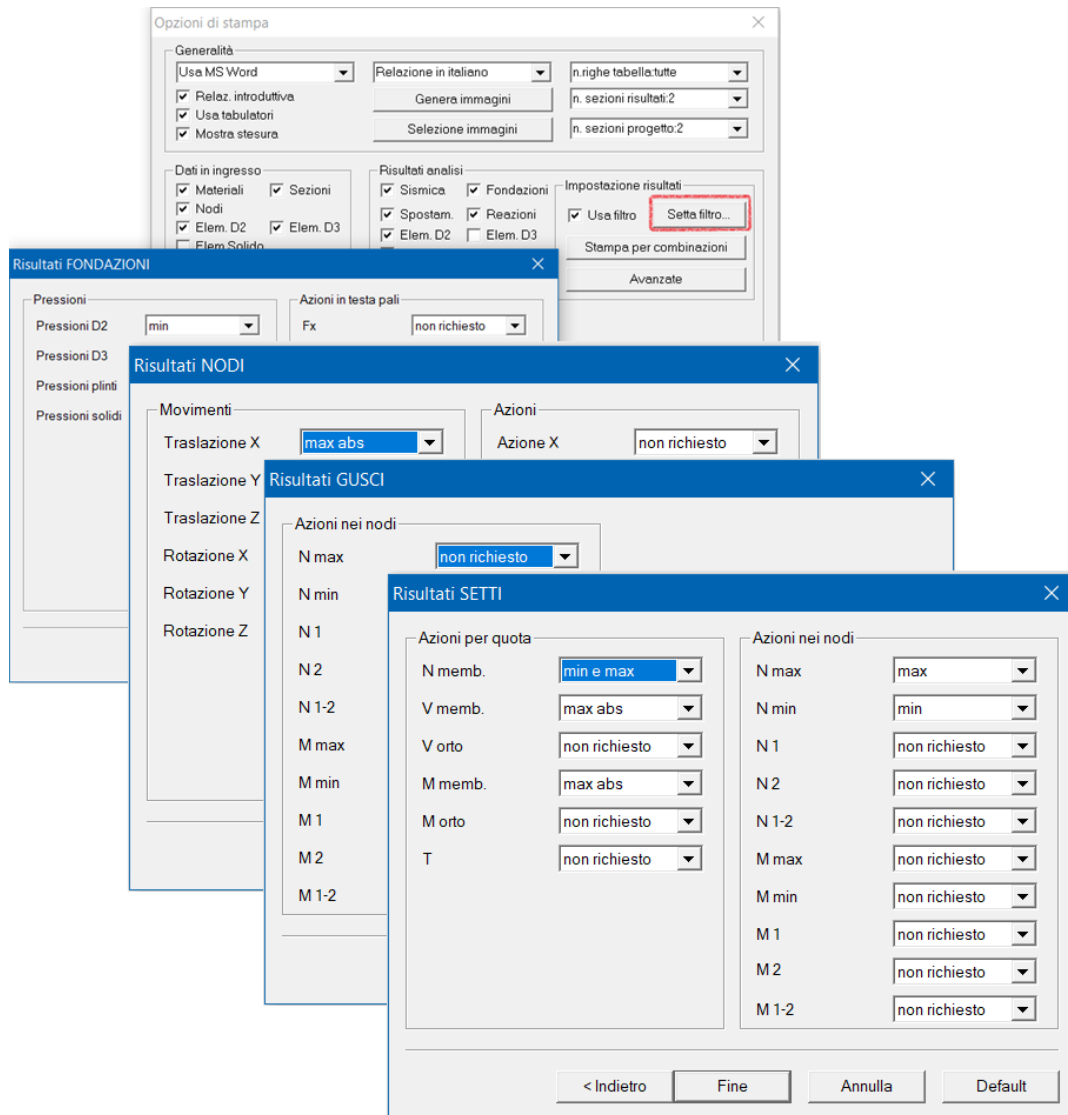 Opzioni di stampa
Generalità
Usa MS Word
Relazione in italiano
n.righe tabella:tutte
Relaz. introduttiva
Genera immagini
n. sezioni risultati:2
Usa tabulatori
Mostra stesura
Selezione immagini
n. sezioni progetto:2
Dati in ingresso
Materiali
Sezioni
Nodi
Elem. D2
Elem. D3
Elem.Solido
Risultati analisi
Sismica
Fondazioni
Spostam.
Reazioni
Elem. D2
Elem. D3
Impostazione risultati
Usa filtro
Setta filtro...
Stampa per combinazioni
Avanzate
Risultati FONDAZIONI
Pressioni
Pressioni D2
min
Pressioni D3
Pressioni plinti
Pressioni solidi
Azioni in testa pali
Fx
non richiesto
Risultati NODI
Movimenti
Traslazione X
max abs
Traslazione Y
Traslazione Z
Rotazione X
Rotazione Y
Rotazione Z
Azioni
Azione X
non richiesto
Risultati GUSCI
Azioni nei nodi
N max
non richiesto
N min
N 1
N 2
N 1-2
M max
M min
M 1
M 2
M 1-2
Risultati SETTI
Azioni per quota
N memb.
min e max
V memb.
max abs
V orto
non richiesto
M memb.
max abs
M orto
non richiesto
T
non richiesto
Azioni nei nodi
N max
max
N min
min
N 1
non richiesto
N 2
non richiesto
N 1-2
non richiesto
M max
non richiesto
M min
non richiesto
M 1
non richiesto
M 2
non richiesto
M 1-2
non richiesto
< Indietro
Fine
Annulla
Default